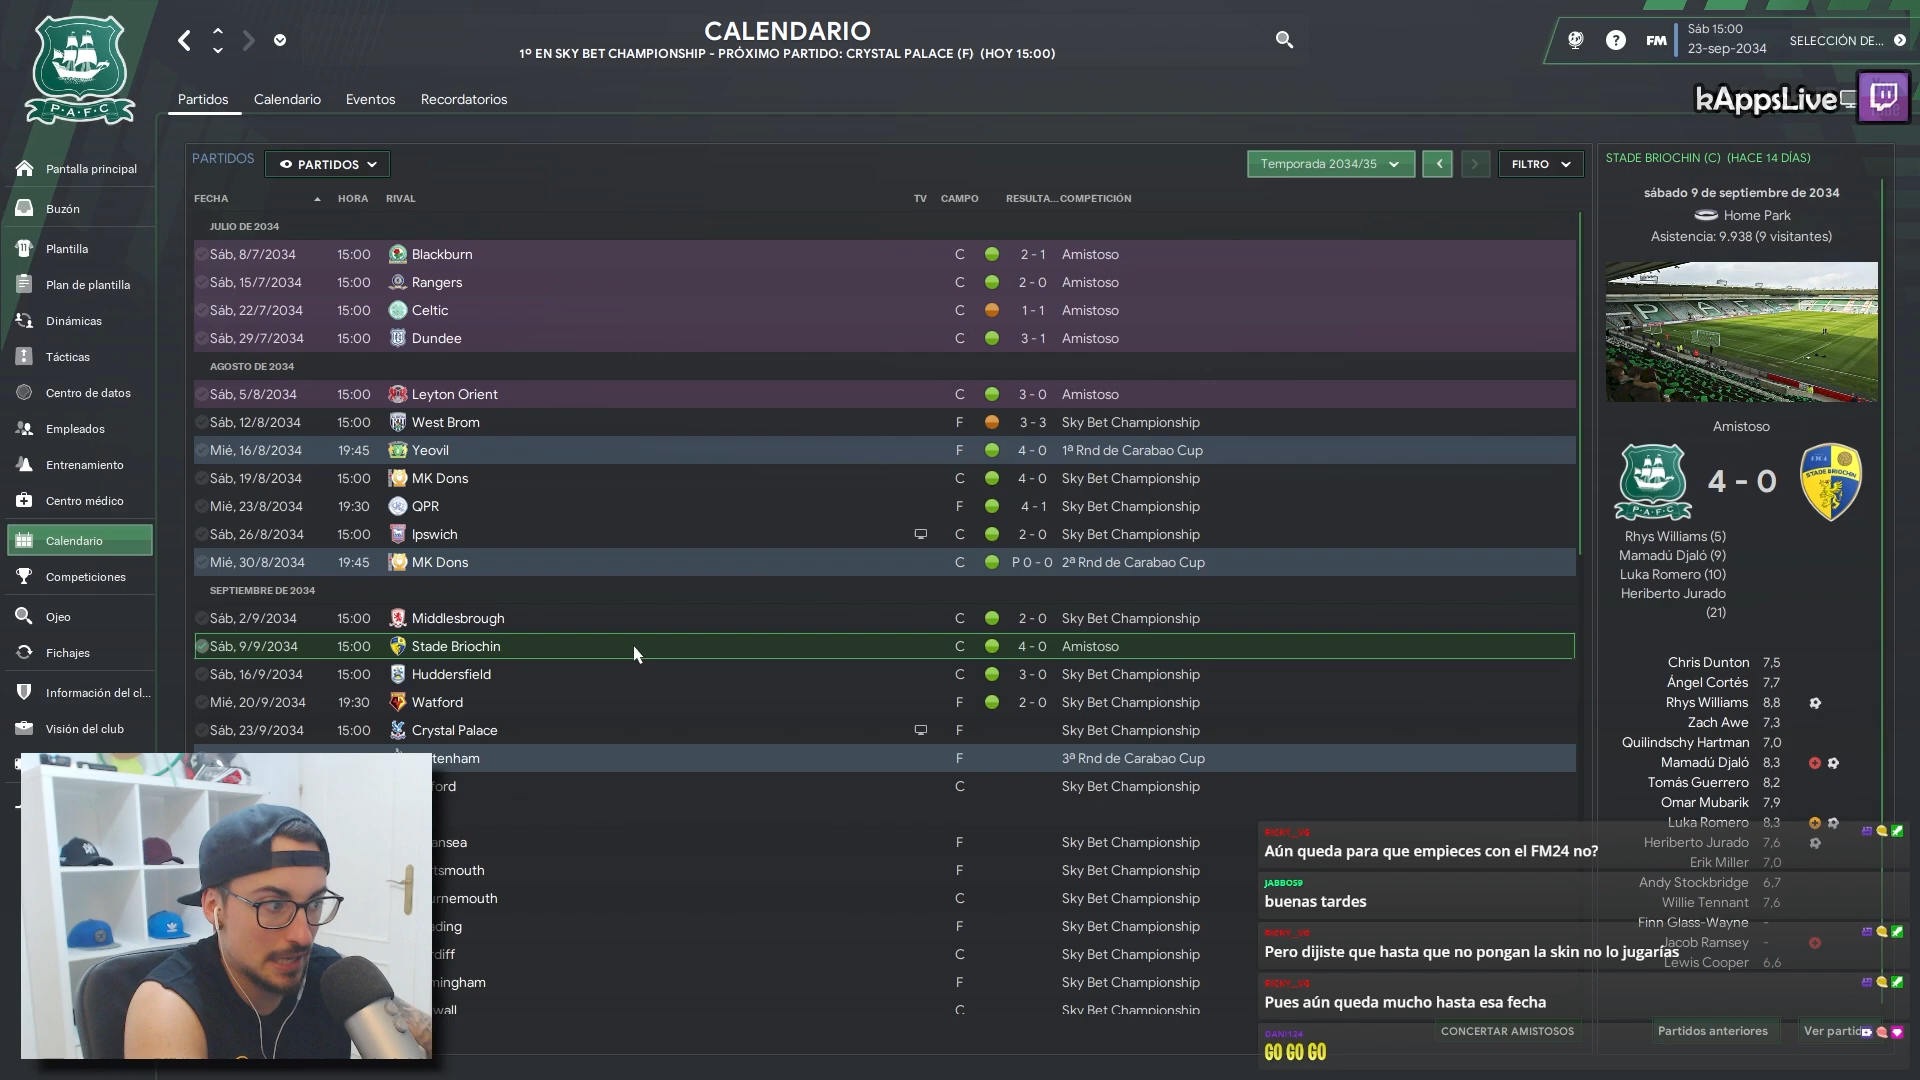 CALENDARIO
1º EN SKY BET CHAMPIONSHIP - PRÓXIMO PARTIDO: CRYSTAL PALACE (F) (HOY 15:00)
FM
Sáb 15:00
23-sep-2034
SELECCIÓN DE...
kAppsLive
P.A.F.C
Partidos Calendario Eventos Recordatorios
Pantalla principal
Buzón
Plantilla
Plan de plantilla
Dinámicas
Tácticas
Centro de datos
Empleados
Entrenamiento
Centro médico
Calendario
Competiciones
Ojeo
Fichajes
Información del cl...
Visión del club
PARTIDOS PARTIDOS Temporada 2034/35 FILTRO
FECHA HORA RIVAL TV CAMPO RESULTA... COMPETICIÓN
JULIO DE 2034
Sáb, 8/7/2034 15:00 Blackburn C 2 - 1 Amistoso
Sáb, 15/7/2034 15:00 Rangers C 2 - 0 Amistoso
Sáb, 22/7/2034 15:00 Celtic C 1 - 1 Amistoso
Sáb, 29/7/2034 15:00 Dundee C 3 - 1 Amistoso
AGOSTO DE 2034
Sáb, 5/8/2034 15:00 Leyton Orient C 3 - 0 Amistoso
Sáb, 12/8/2034 15:00 West Brom F 3 - 3 Sky Bet Championship
Mié, 16/8/2034 19:45 Yeovil F 4 - 0 1ª Rnd de Carabao Cup
Sáb, 19/8/2034 15:00 MK Dons C 4 - 0 Sky Bet Championship
Mié, 23/8/2034 19:30 QPR F 4 - 1 Sky Bet Championship
Sáb, 26/8/2034 15:00 Ipswich C 2 - 0 Sky Bet Championship
Mié, 30/8/2034 19:45 MK Dons C P 0 - 0 2ª Rnd de Carabao Cup
SEPTIEMBRE DE 2034
Sáb, 2/9/2034 15:00 Middlesbrough C 2 - 0 Sky Bet Championship
Sáb, 9/9/2034 15:00 Stade Briochin C 4 - 0 Amistoso
Sáb, 16/9/2034 15:00 Huddersfield C 3 - 0 Sky Bet Championship
Mié, 20/9/2034 19:30 Watford F 2 - 0 Sky Bet Championship
Sáb, 23/9/2034 15:00 Crystal Palace F Sky Bet Championship
tenham F 3ª Rnd de Carabao Cup
ord C Sky Bet Championship
ansea F Sky Bet Championship
tsmouth F Sky Bet Championship
rnemouth C Sky Bet Championship
ding F Sky Bet Championship
diff C Sky Bet Championship
mingham F Sky Bet Championship
wall C Sky Bet Championship
STADE BRIOCHIN (C) (HACE 14 DÍAS)
sábado 9 de septiembre de 2034
Home Park
Asistencia: 9.938 (9 visitantes)
Amistoso
P.A.F.C
4 - 0
STADE BRIOCHIN
Rhys Williams (5)
Mamadú Djaló (9)
Luka Romero (10)
Heriberto Jurado
(21)
Chris Dunton 7,5
Ángel Cortés 7,7
Rhys Williams 8,8
Zach Awe 7,3
Quilindschy Hartman 7,0
Mamadú Djaló 8,3
Tomás Guerrero 8,2
Omar Mubarik 7,9
Luka Romero 8,3
Heriberto Jurado 7,6
Erik Miller 7,0
Andy Stockbridge 6,7
Willie Tennant 7,6
Finn Glass-Wayne -
Jacob Ramsey -
Lewis Cooper 6,6
RICKY_VG
Aún queda para que empieces con el FM24 no?
JABBOS9
buenas tardes
RICKY_VG
Pero dijiste que hasta que no pongan la skin no lo jugarías
RICKY_VG
Pues aún queda mucho hasta esa fecha
DANI124
GO GO GO
CONCERTAR AMISTOSOS Partidos anteriores Ver partid